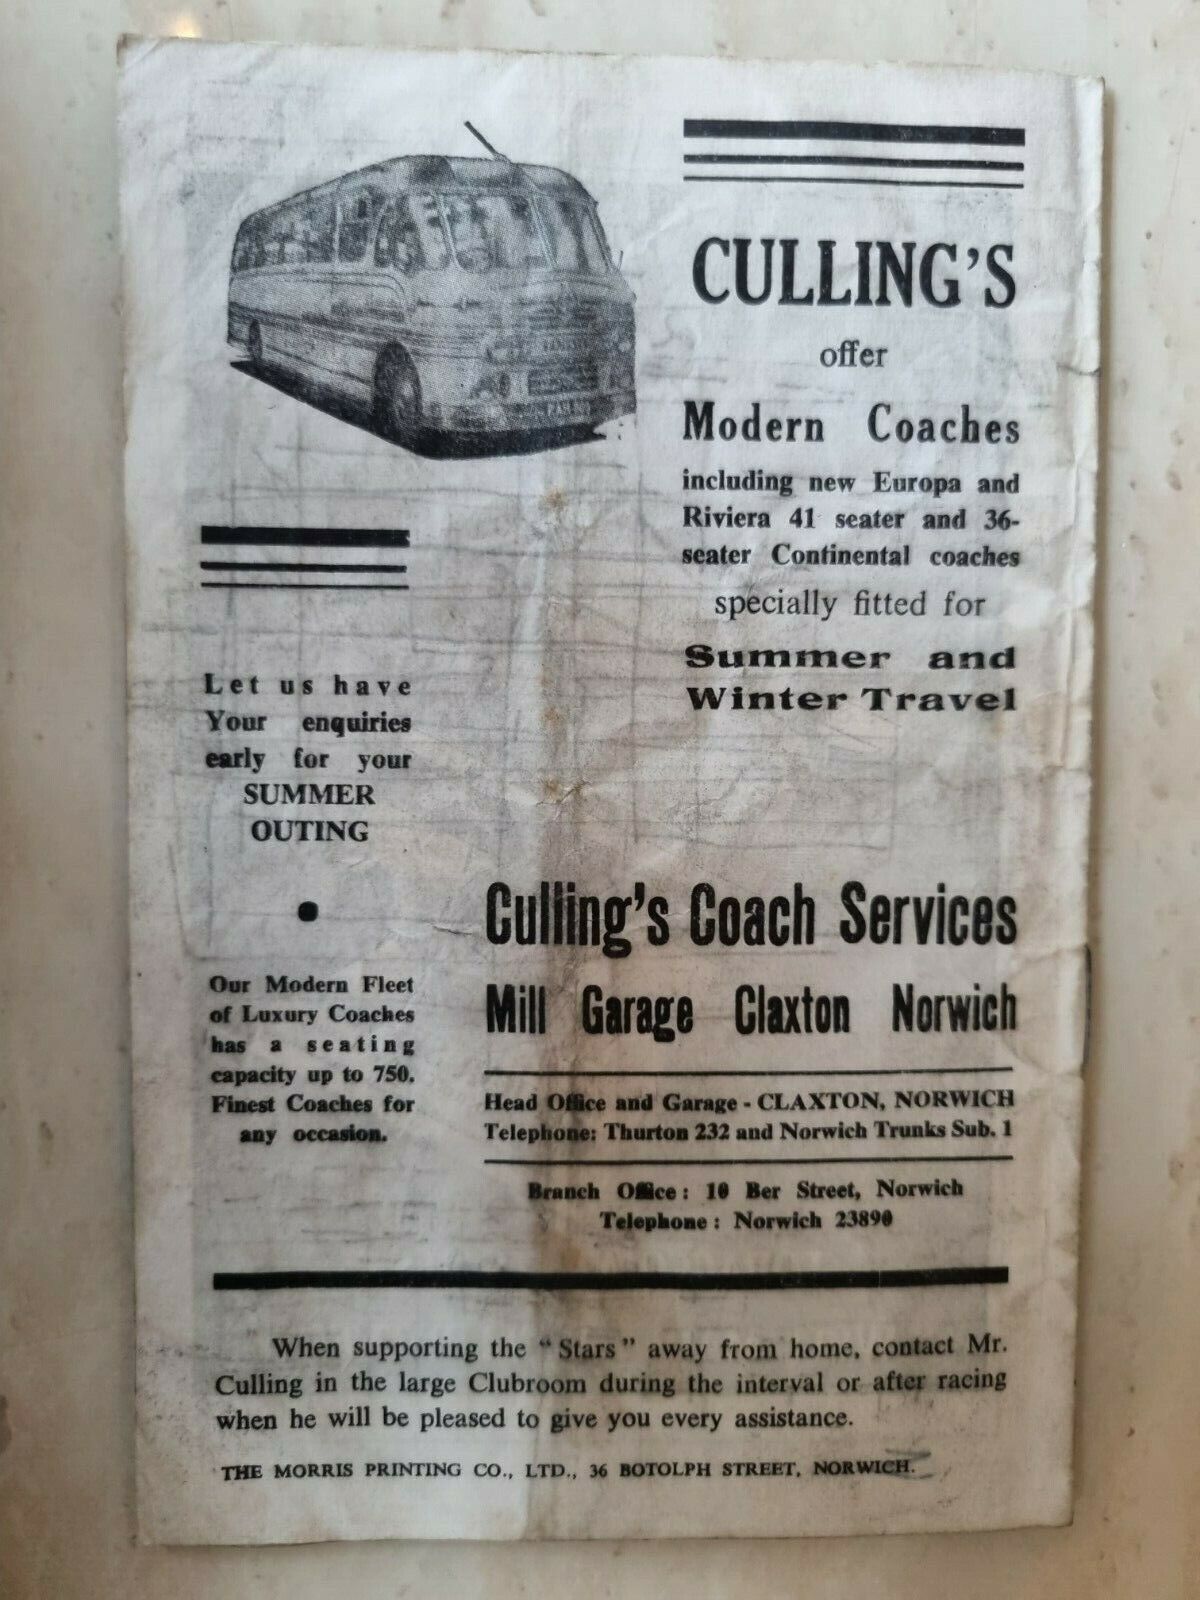 CULLING'S
offer
Modern Coaches
including new Europa and
Riviera 41 seater and 36-
seater Continental coaches
specially fitted for
Summer and
Winter Travel
Let us have
Your enquiries
early for your
SUMMER
OUTING
Our Modern Fleet
of Luxury Coaches
has a seating
capacity up to 750.
Finest Coaches for
any occasion.
Culling's Coach Services
Mill Garage Claxton Norwich
Head Office and Garage - CLAXTON, NORWICH
Telephone: Thurton 232 and Norwich Trunks Sub. 1
Branch Office: 10 Ber Street, Norwich
Telephone: Norwich 23890
When supporting the "Stars" away from home, contact Mr.
Culling in the large Clubroom during the interval or after racing
when he will be pleased to give you every assistance.
THE MORRIS PRINTING CO., LTD., 36 BOTOLPH STREET, NORWICH.